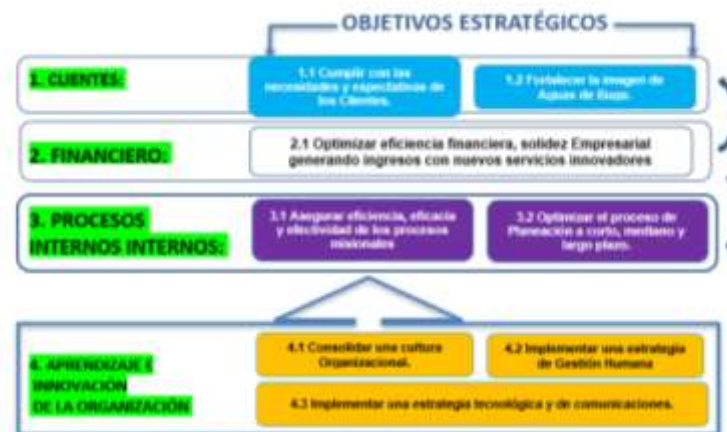 OBJETIVOS ESTRATÉGICOS
1. CLIENTES:
1.1 Cumplir con las
necesidades y expectativas de
los Clientes.
1.2 Fortalecer la imagen de
Aguas de Buga.
2. FINANCIERO:
2.1 Optimizar eficiencia financiera, solidez Empresarial
generando ingresos con nuevos servicios innovadores
3. PROCESOS
INTERNOS INTERNOS:
3.1 Asegurar eficiencia, eficacia
y efectividad de los procesos
misionales
3.2 Optimizar el proceso de
Planeación a corto, mediano y
largo plazo.
4. APRENDIZAJE E
INNOVACIÓN
DE LA ORGANIZACIÓN
4.1 Consolidar una cultura
Organizacional.
4.2 Implementar una estrategia
de Gestión Humana
4.3 Implementar una estrategia tecnológica y de comunicaciones.